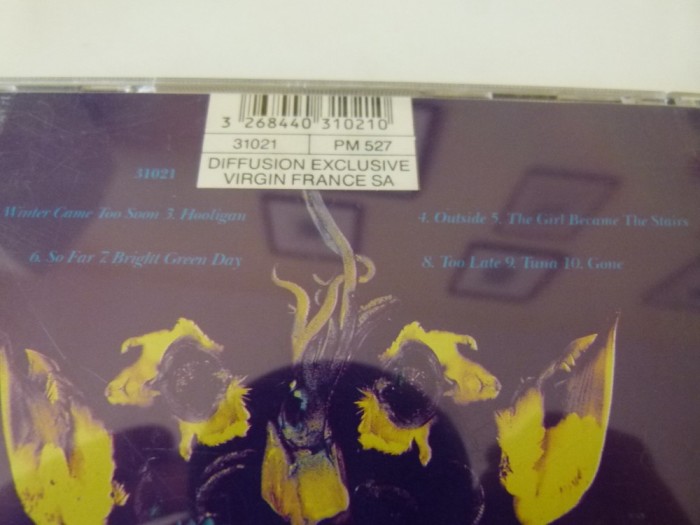 3 268440 310210
31021 PM 527
DIFFUSION EXCLUSIVE
VIRGIN FRANCE SA
31021
Winter Came Too Soon 3. Hooligan
4. Outside 5. The Girl Became The Stairs
6. So Far 7. Bright Green Day
8. Too Late 9. Tuna 10. Gone